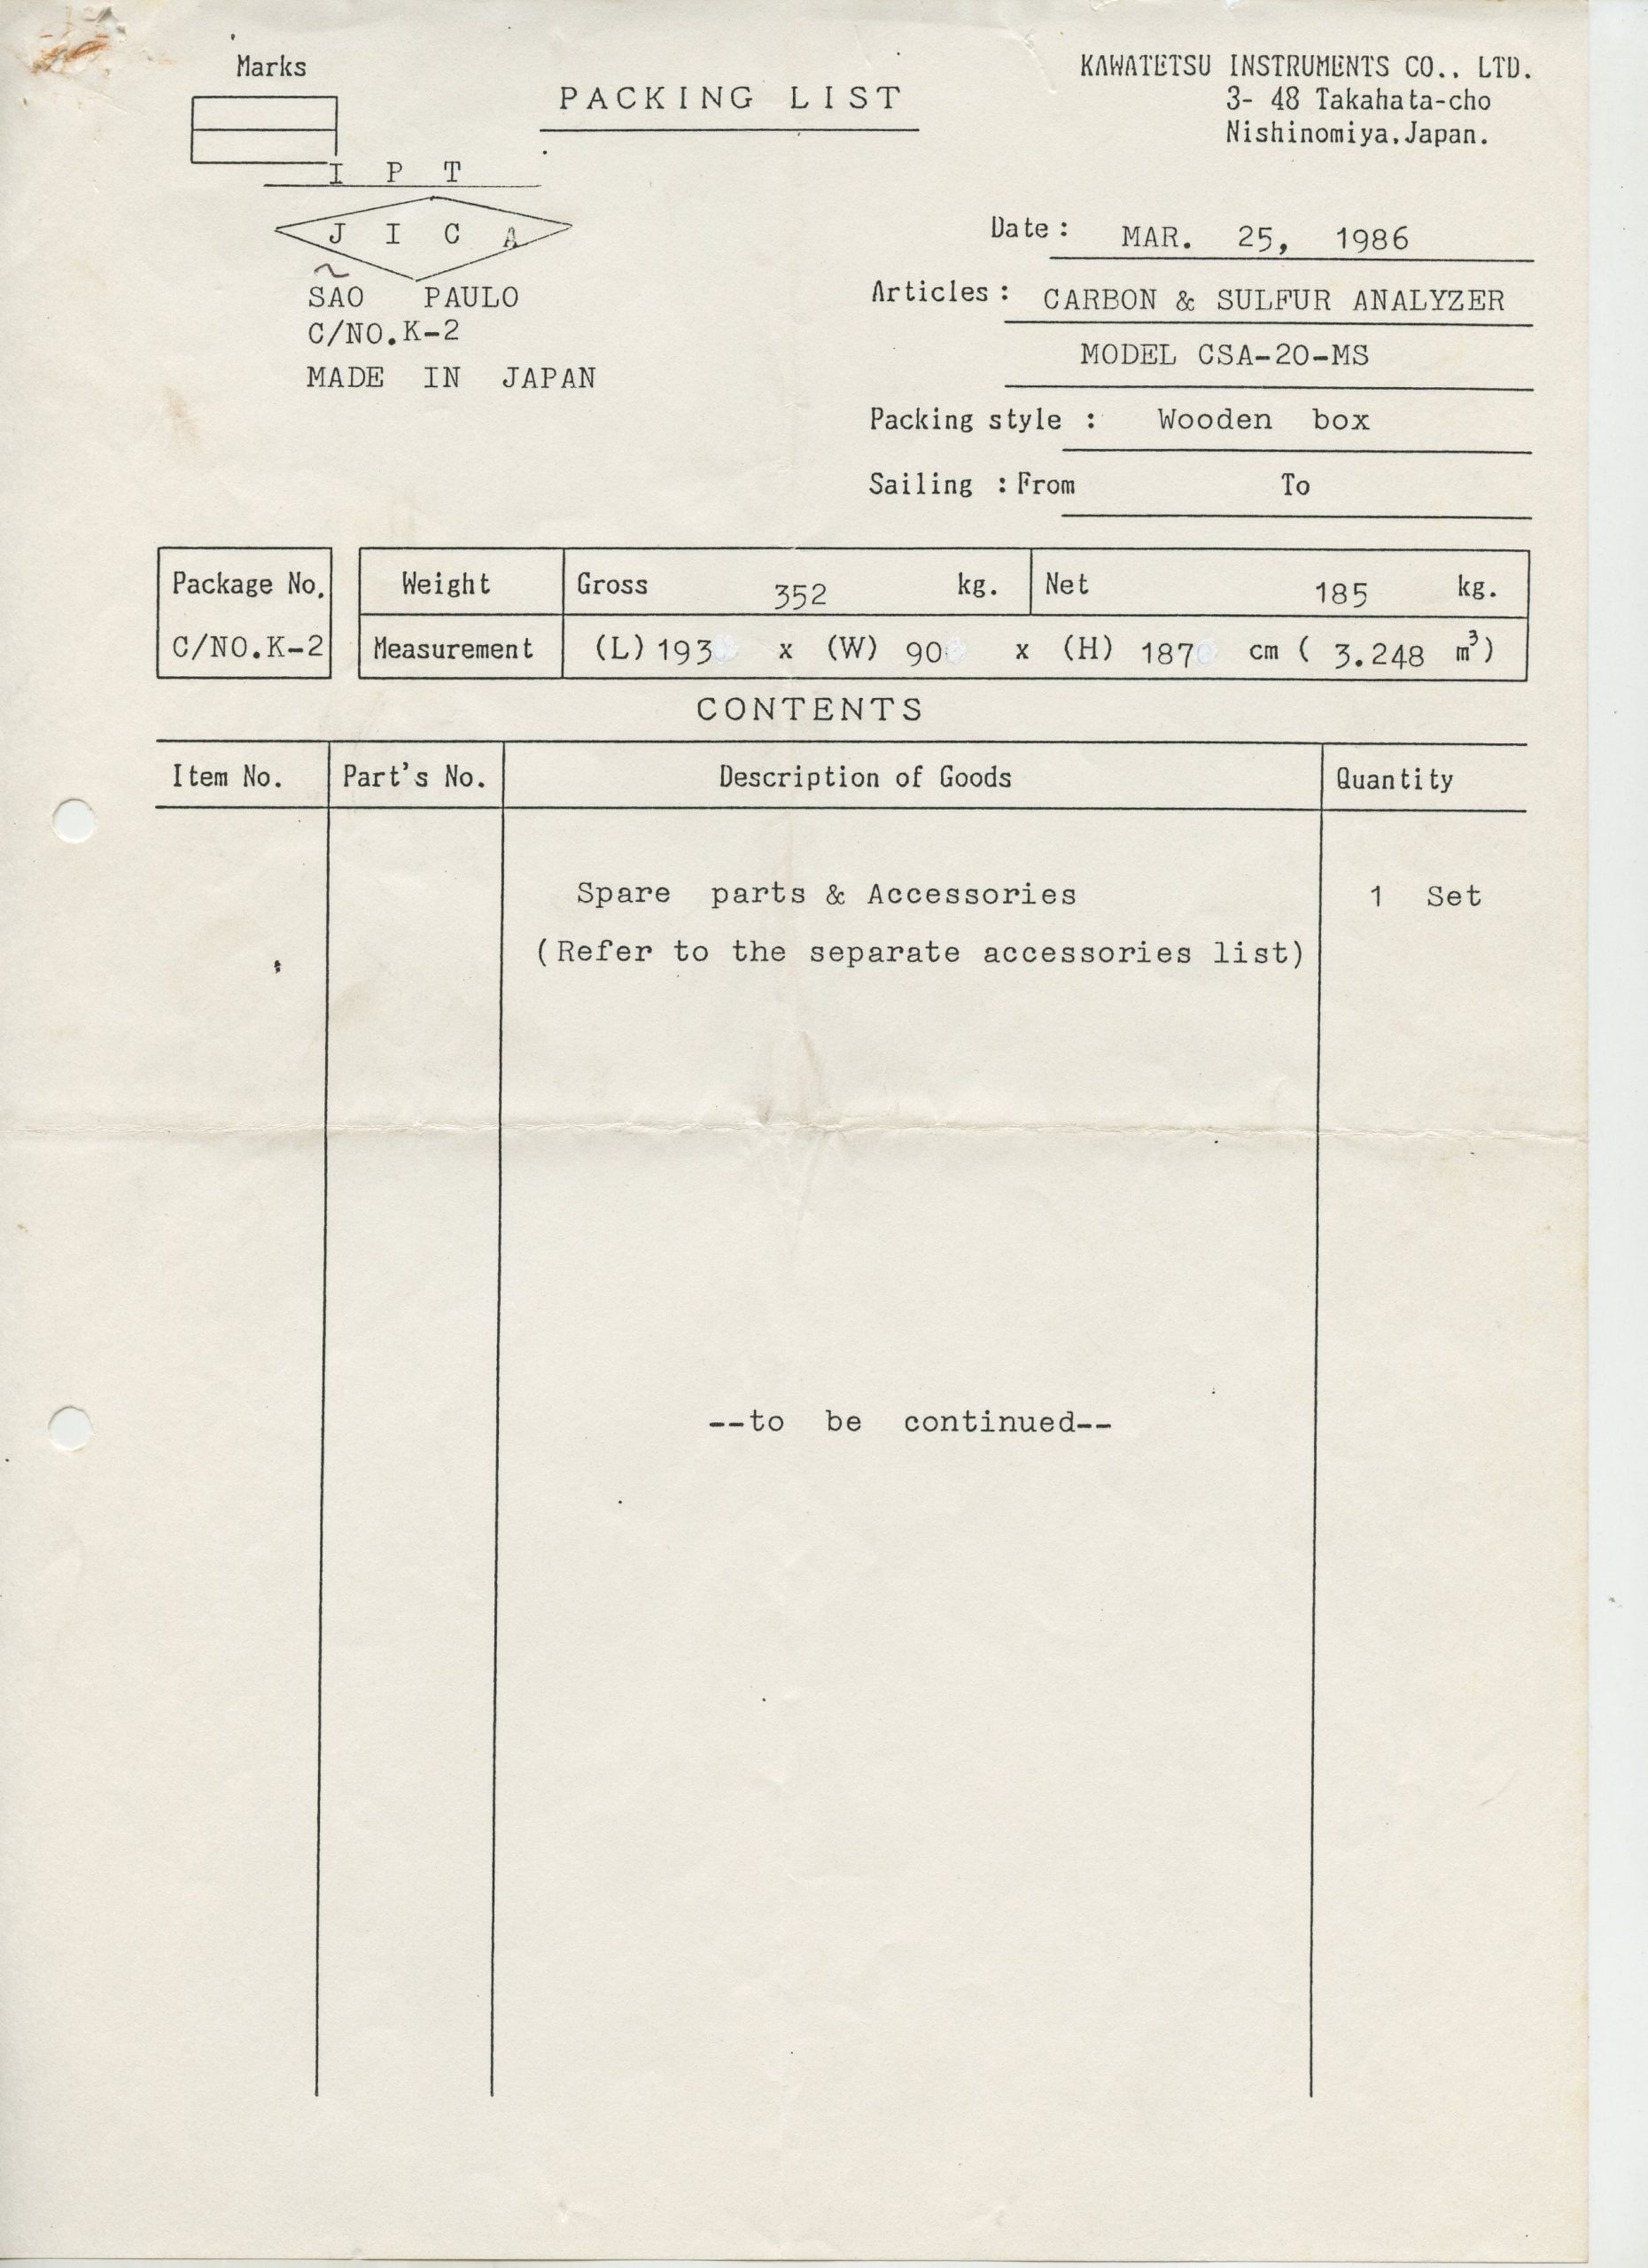 Marks
PACKING LIST
KAWATETSU INSTRUMENTS CO., LTD.
3- 48 Takahata-cho
Nishinomiya,Japan.
I P T
J I C A
SÃO PAULO
C/NO.K-2
MADE IN JAPAN
Date : MAR. 25, 1986
Articles : CARBON & SULFUR ANALYZER
MODEL CSA-20-MS
Packing style : Wooden box
Sailing : From To
Package No. Weight Gross 352 kg. Net 185 kg.
C/NO.K-2 Measurement (L) 193 x (W) 90 x (H) 187 cm ( 3.248 m³)
CONTENTS
Item No. Part's No. Description of Goods Quantity
Spare parts & Accessories 1 Set
(Refer to the separate accessories list)
--to be continued--